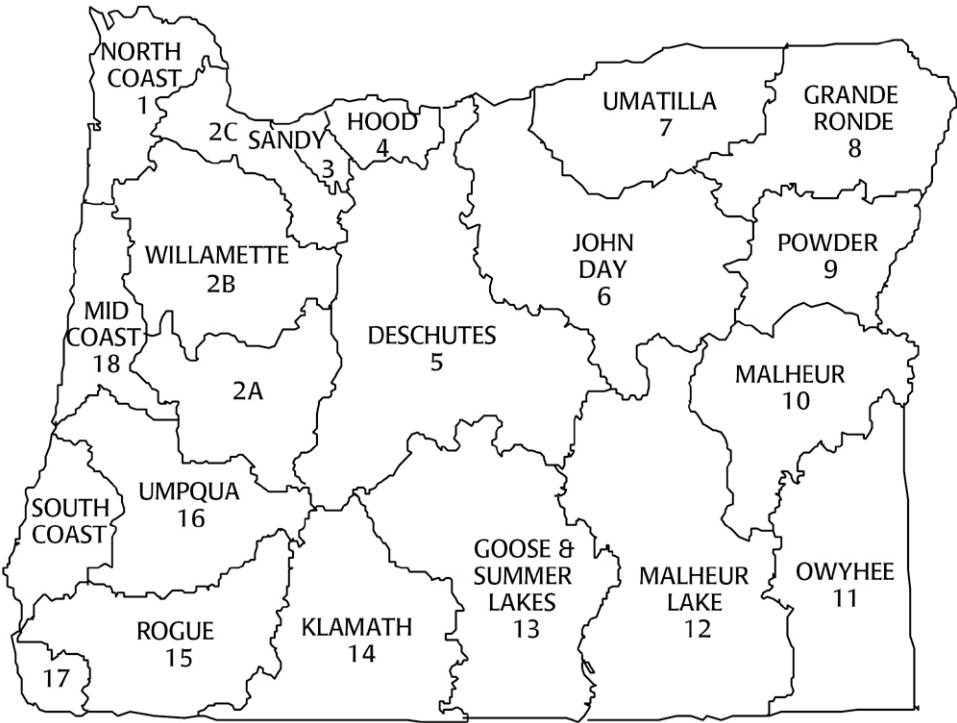 NORTH
COAST
1
2C
SANDY
3
HOOD
4
UMATILLA
7
GRANDE
RONDE
8
WILLAMETTE
2B
JOHN
DAY
6
POWDER
9
MID
COAST
18
DESCHUTES
5
2A
MALHEUR
10
SOUTH
COAST
UMPQUA
16
GOOSE &
SUMMER
LAKES
13
MALHEUR
LAKE
12
OWYHEE
11
ROGUE
15
KLAMATH
14
17